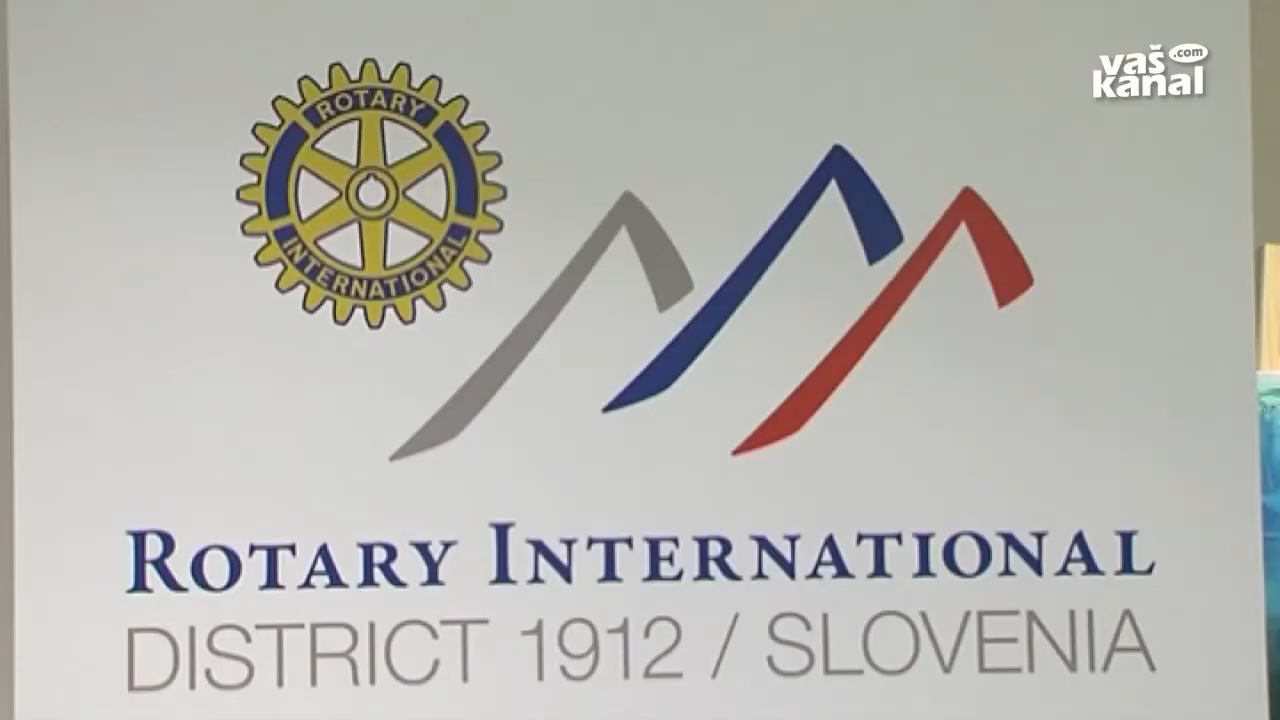 vaš
.com
kanal
ROTARY
INTERNATIONAL
ROTARY INTERNATIONAL
DISTRICT 1912 / SLOVENIA